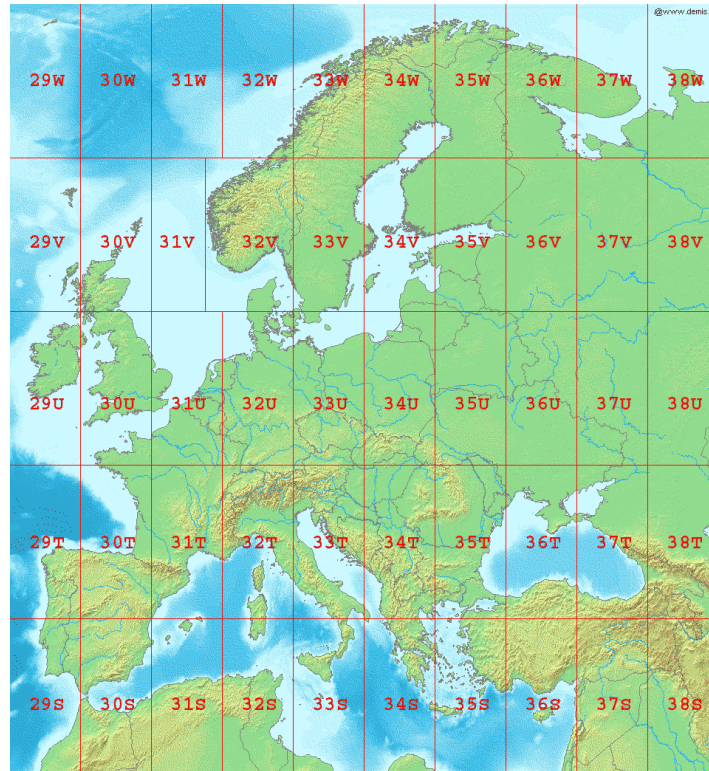 @www.demis.
29W 30W 31W 32W 33W 34W 35W 36W 37W 38W
29V 30V 31V 32V 33V 34V 35V 36V 37V 38V
29U 30U 31U 32U 33U 34U 35U 36U 37U 38U
29T 30T 31T 32T 33T 34T 35T 36T 37T 38T
29S 30S 31S 32S 33S 34S 35S 36S 37S 38S